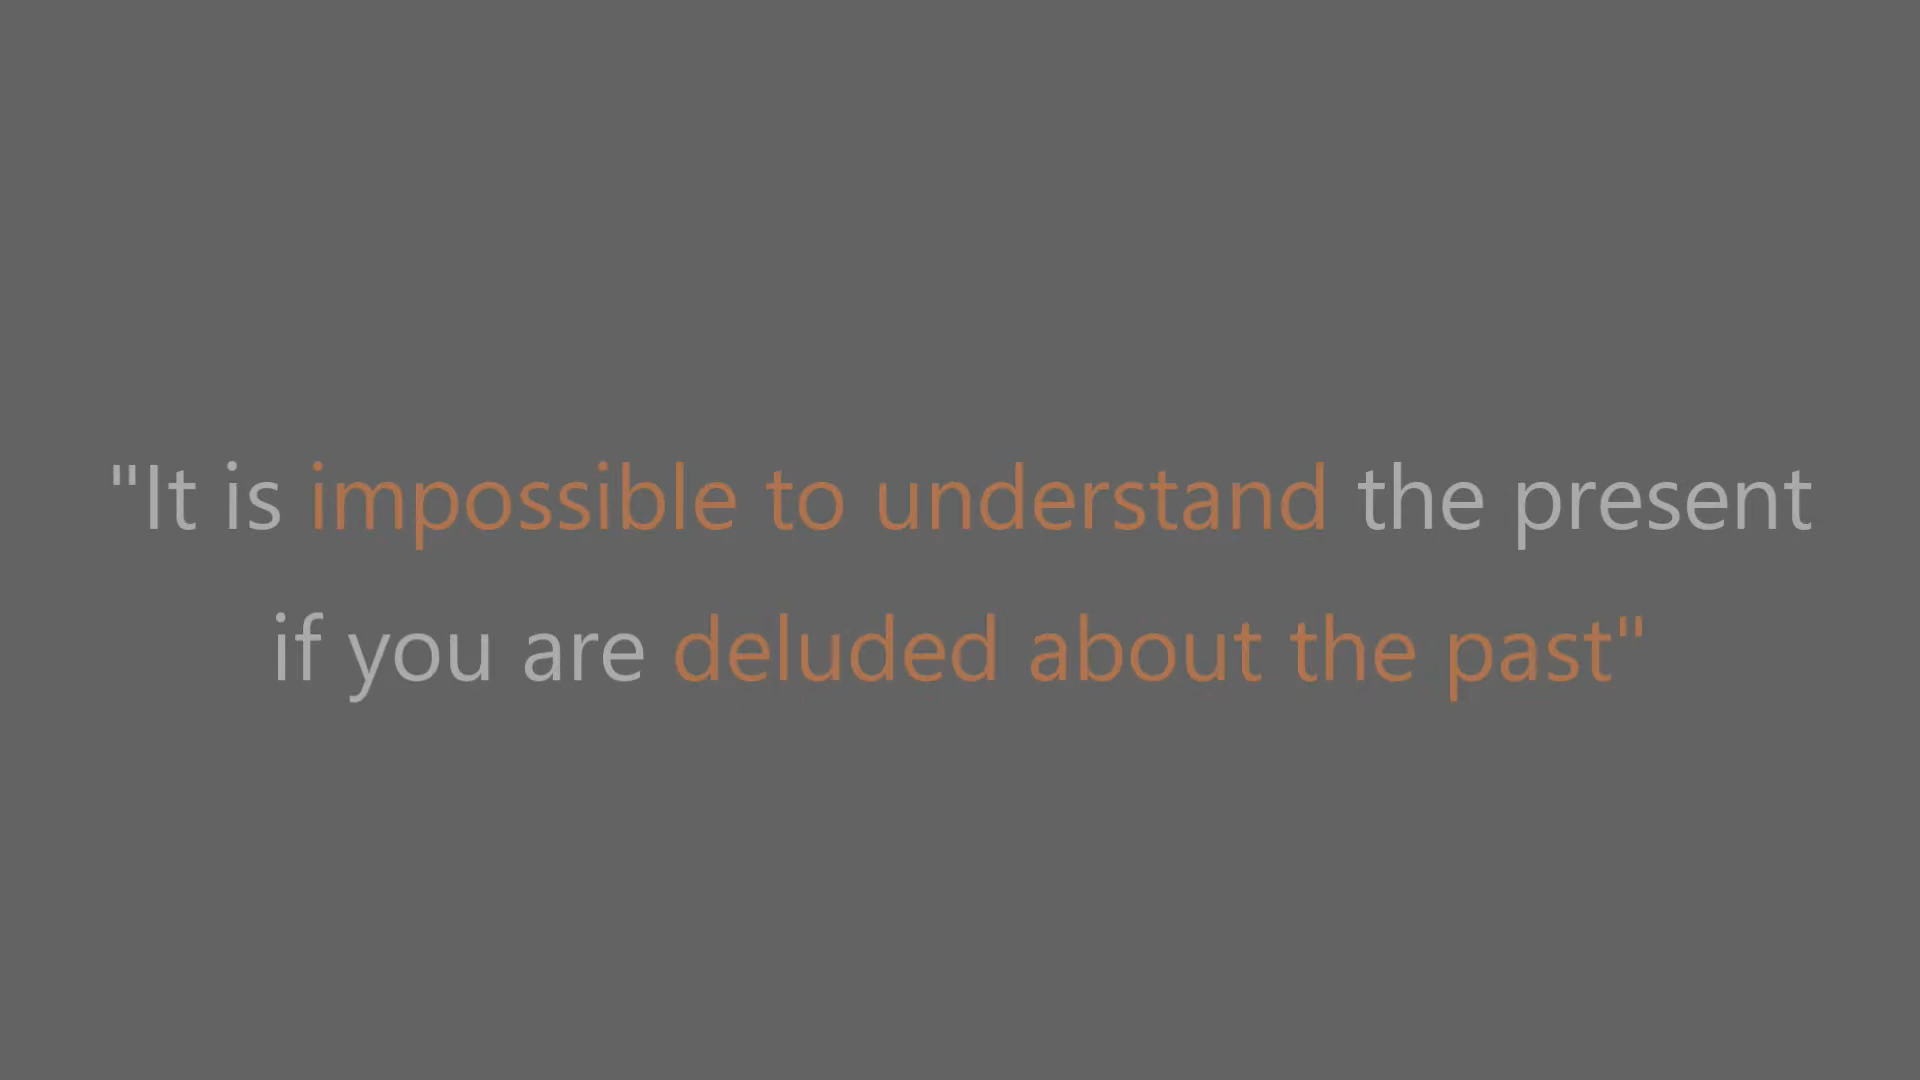 "It is impossible to understand the present
if you are deluded about the past"